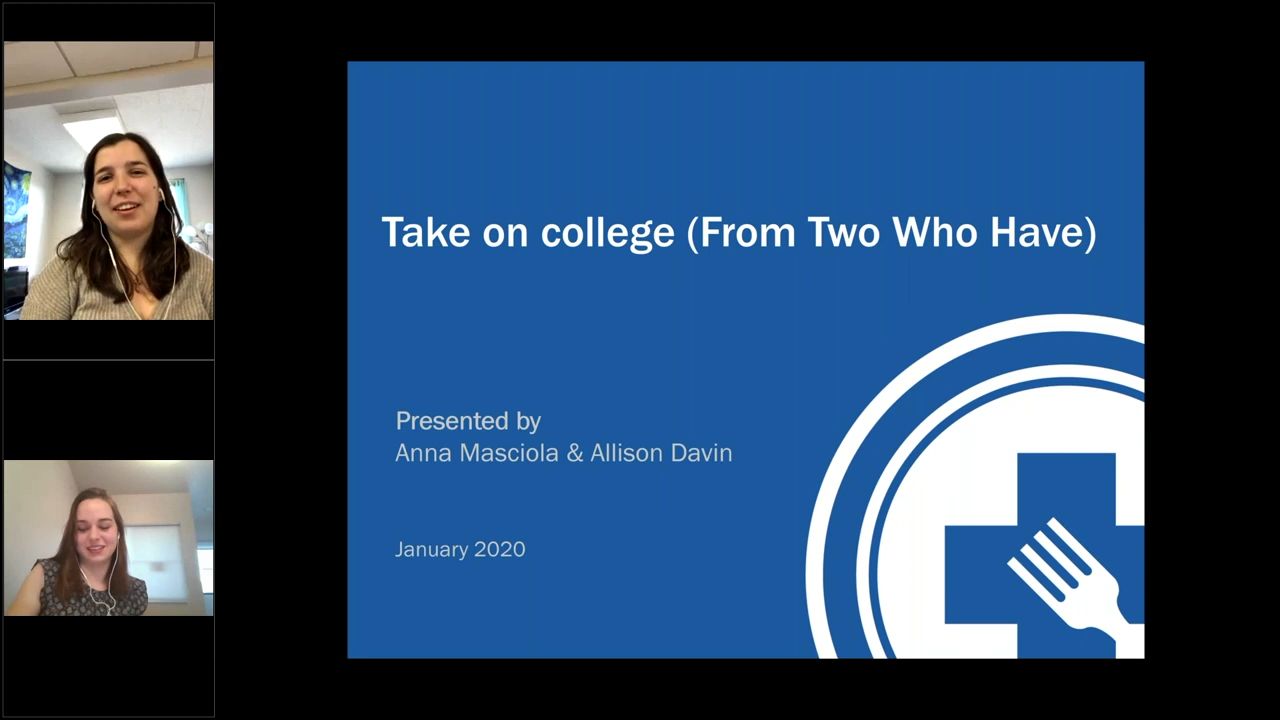 Take on college (From Two Who Have)
Presented by
Anna Masciola & Allison Davin
January 2020